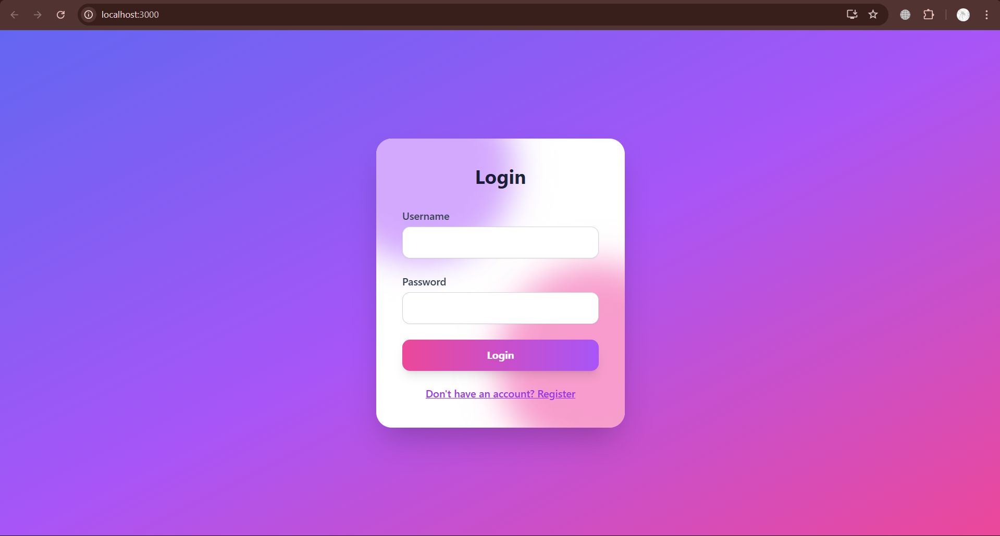 localhost:3000
Login
Username
Password
Login
Don't have an account? Register